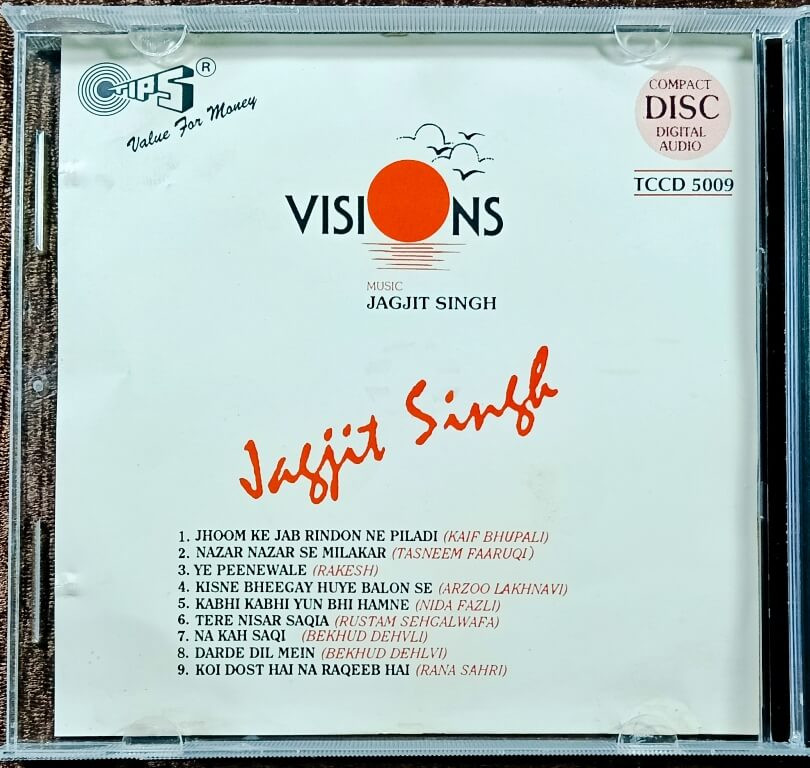 TIPS ®
Value For Money
COMPACT
DISC
DIGITAL
AUDIO
TCCD 5009
VISIONS
MUSIC
JAGJIT SINGH
Jagjit Singh
1. JHOOM KE JAB RINDON NE PILADI (KAIF BHUPALI)
2. NAZAR NAZAR SE MILAKAR (TASNEEM FAARUQI)
3. YE PEENEWALE (RAKESH)
4. KISNE BHEEGAY HUYE BALON SE (ARZOO LAKHNAVI)
5. KABHI KABHI YUN BHI HAMNE (NIDA FAZLI)
6. TERE NISAR SAQIA (RUSTAM SEHGALWAFA)
7. NA KAH SAQI (BEKHUD DEHVLI)
8. DARDE DIL MEIN (BEKHUD DEHLVI)
9. KOI DOST HAI NA RAQEEB HAI (RANA SAHRI)